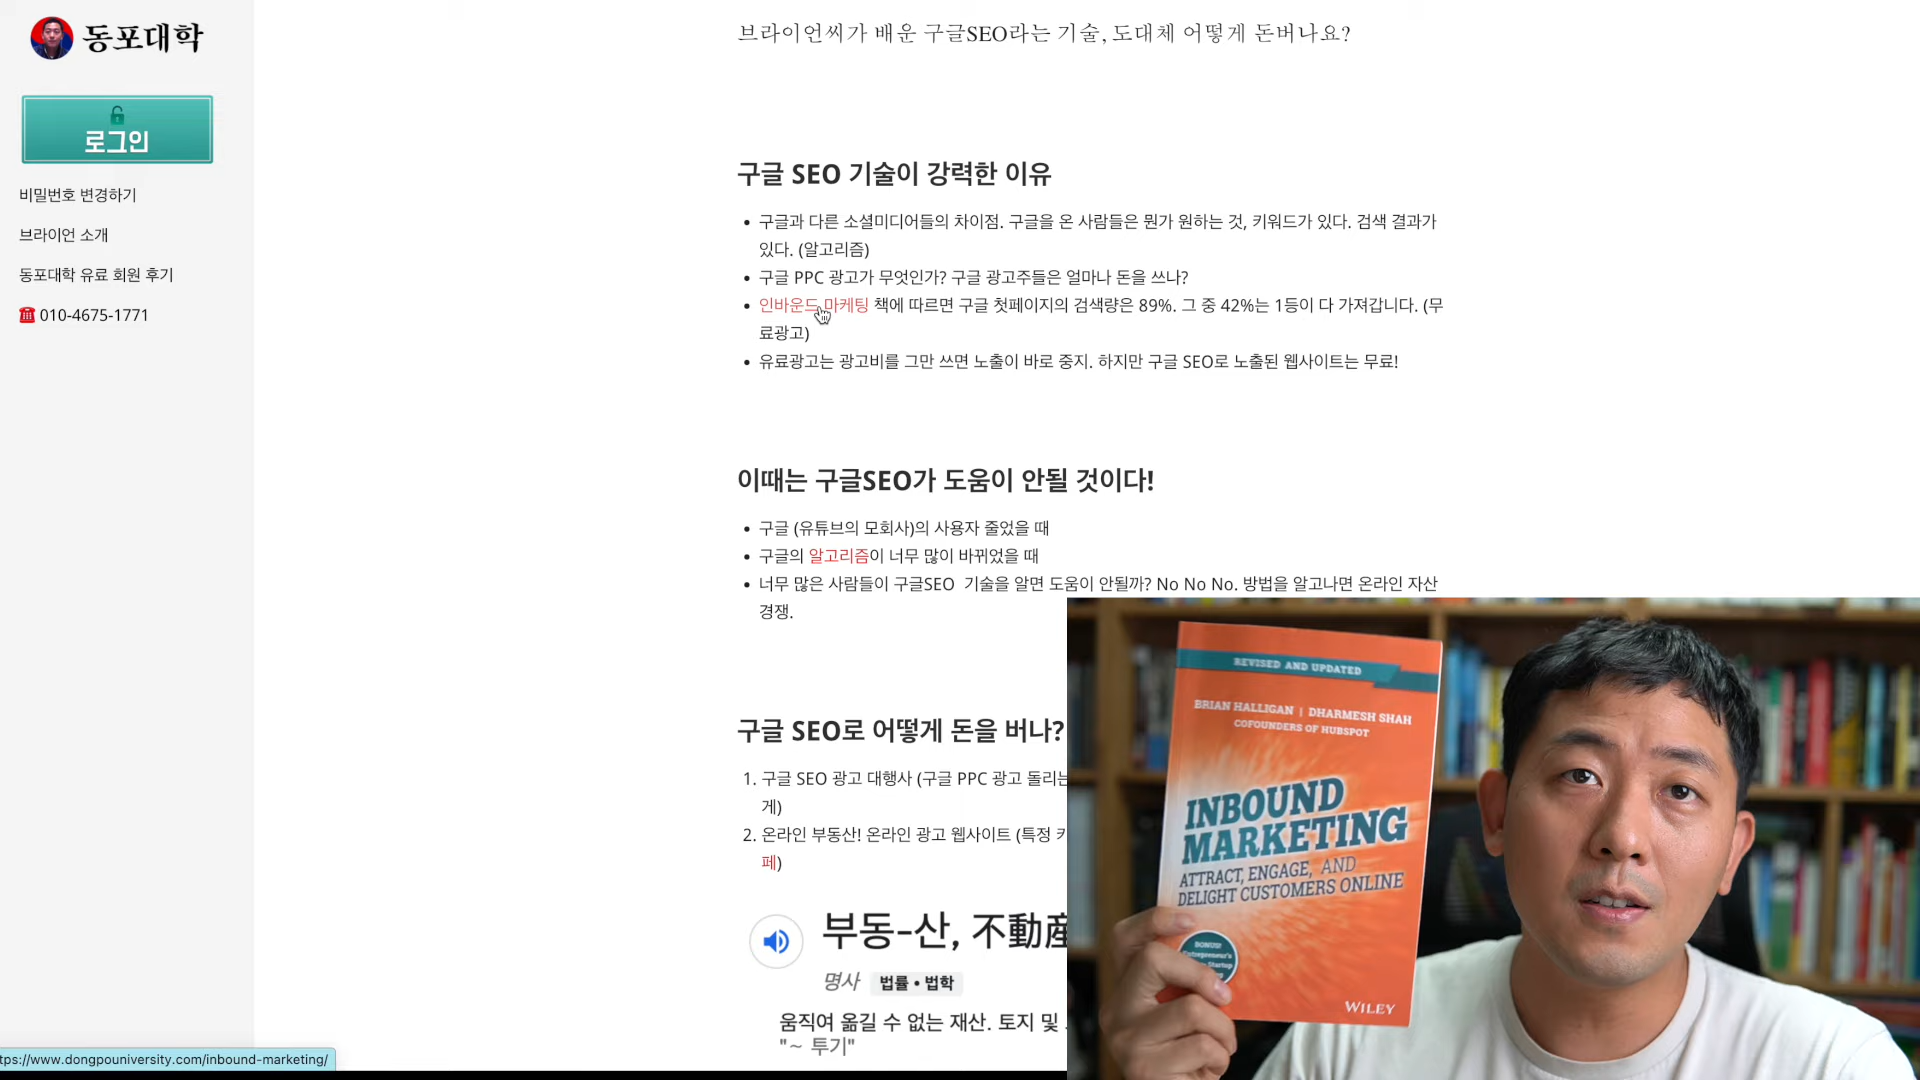 동포대학
로그인
비밀번호 변경하기
브라이언 소개
동포대학 유료 회원 후기
010-4675-1771
브라이언씨가 배운 구글SEO라는 기술, 도대체 어떻게 돈버나요?
구글 SEO 기술이 강력한 이유
구글과 다른 소셜미디어들의 차이점. 구글을 온 사람들은 뭔가 원하는 것, 키워드가 있다. 검색 결과가
있다. (알고리즘)
구글 PPC 광고가 무엇인가? 구글 광고주들은 얼마나 돈을 쓰나?
인바운드 마케팅 책에 따르면 구글 첫페이지의 검색량은 89%. 그 중 42%는 1등이 다 가져갑니다. (무
료광고)
유료광고는 광고비를 그만 쓰면 노출이 바로 중지. 하지만 구글 SEO로 노출된 웹사이트는 무료!
이때는 구글SEO가 도움이 안될 것이다!
구글 (유튜브의 모회사)의 사용자 줄었을 때
구글의 알고리즘이 너무 많이 바뀌었을 때
너무 많은 사람들이 구글SEO 기술을 알면 도움이 안될까? No No No. 방법을 알고나면 온라인 자산
경쟁.
구글 SEO로 어떻게 돈을 버나?
1. 구글 SEO 광고 대행사 (구글 PPC 광고 돌리는
게)
2. 온라인 부동산! 온라인 광고 웹사이트 (특정 키
페)
부동-산, 不動産
명사 법률 • 법학
움직여 옮길 수 없는 재산. 토지 및
"~ 투기"
tps://www.dongpouniversity.com/inbound-marketing/
REVISED AND UPDATED
BRIAN HALLIGAN | DHARMESH SHAH
COFOUNDERS OF HUBSPOT
INBOUND
MARKETING
ATTRACT, ENGAGE, AND
DELIGHT CUSTOMERS ONLINE
BONUS!
Entrepreneur's
Startup
WILEY